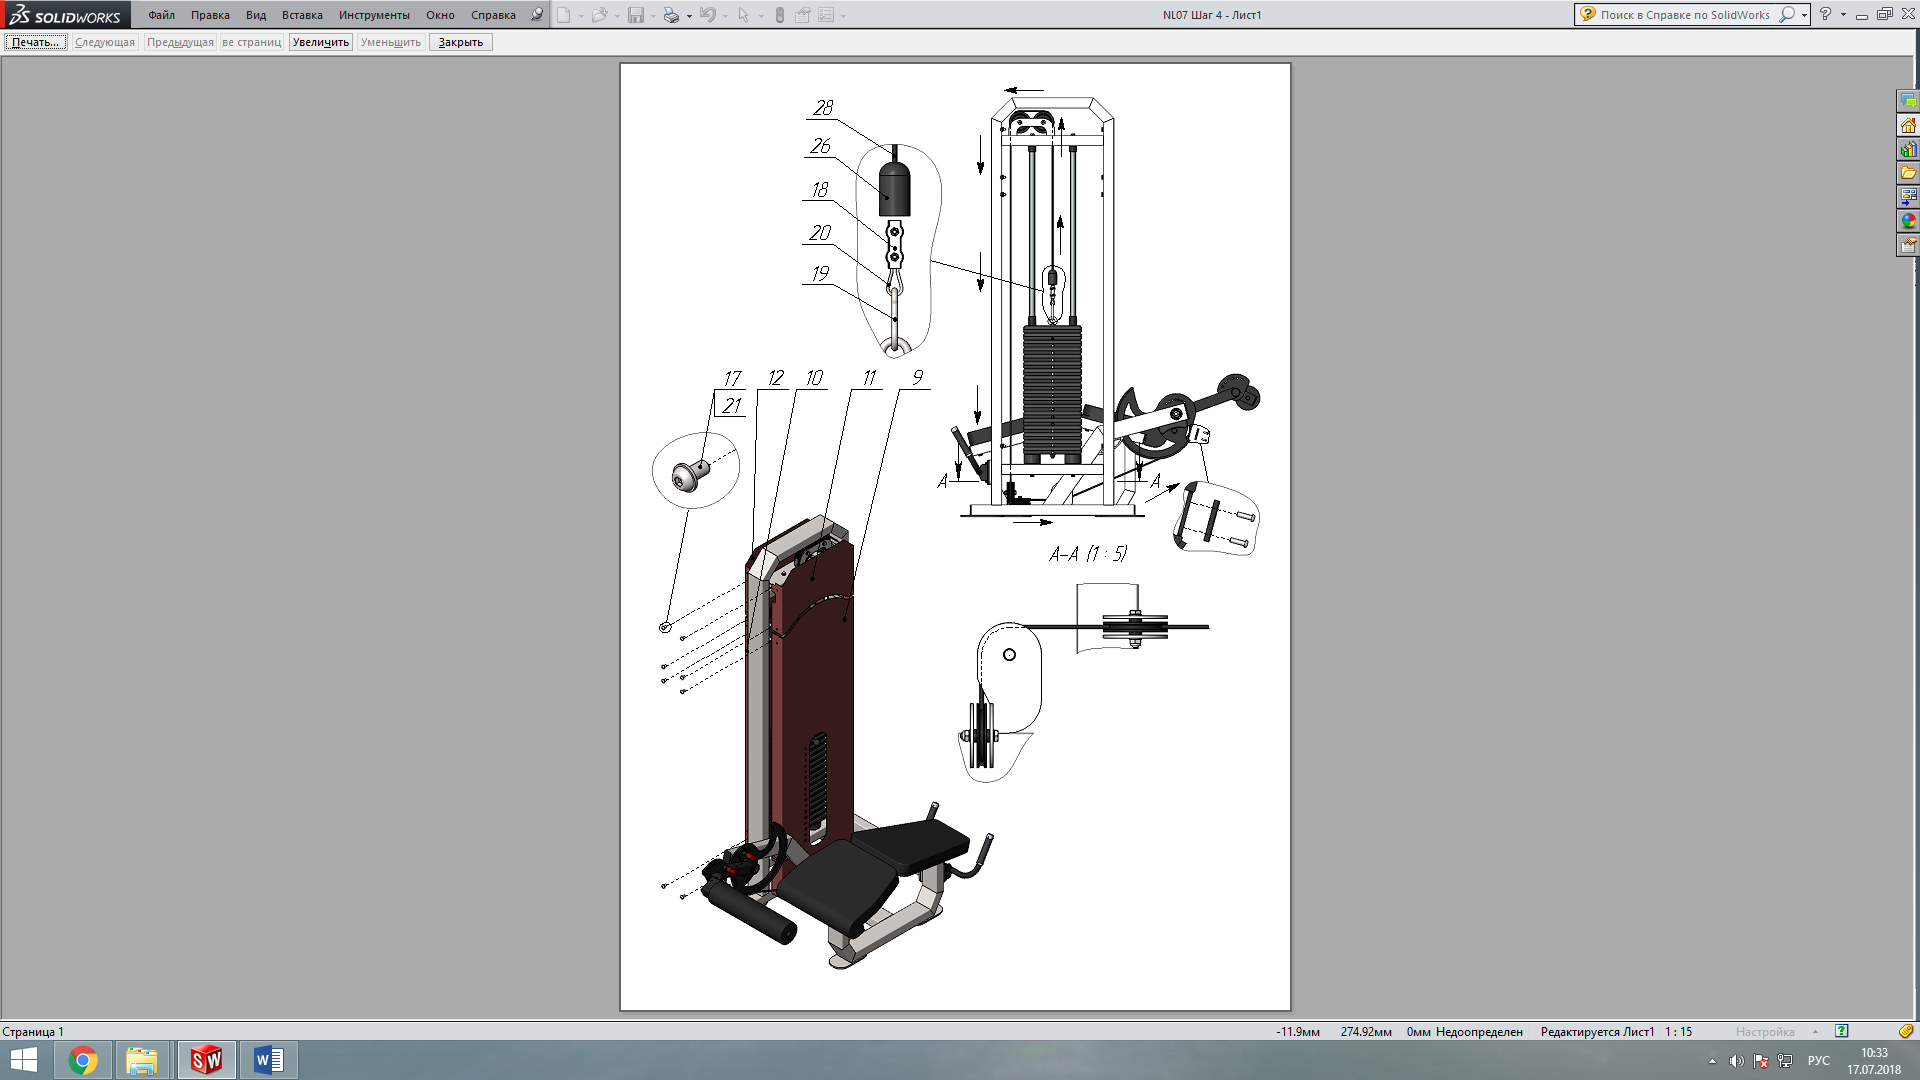 SOLIDWORKS
Файл Правка Вид Вставка Инструменты Окно Справка
NL07 Шаг 4 - Лист1
Поиск в Справке по SolidWorks
Печать... Следующая Предыдущая ве страниц Увеличить Уменьшить Закрыть
28
26
18
20
19
17 12 10 11 9
21
A A
A-A (1 : 5)
Страница 1
-11.9мм 274.92мм 0мм Недоопределен Редактируется Лист1 1 : 15 Настройка
РУС
10:33
17.07.2018